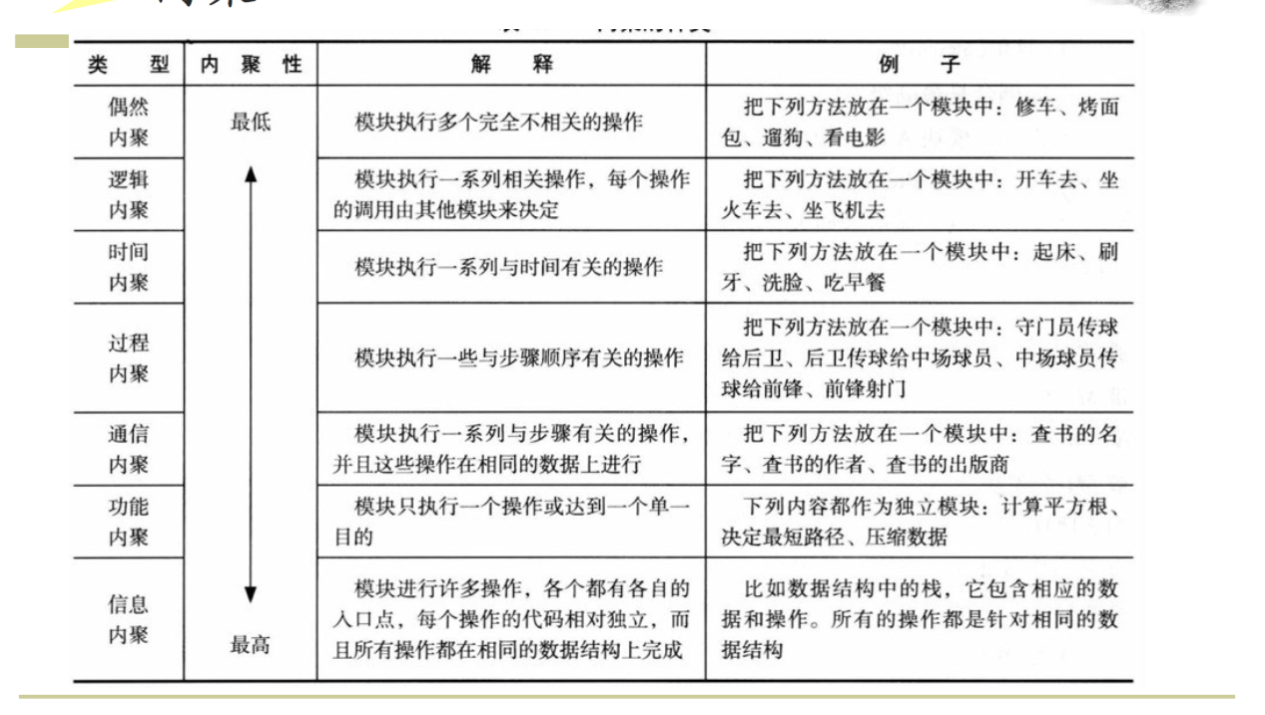 内聚
类 型 内 聚 性 解 释 例 子
偶然
内聚
最低
模块执行多个完全不相关的操作
把下列方法放在一个模块中：修车、烤面
包、遛狗、看电影
逻辑
内聚
模块执行一系列相关操作，每个操作
的调用由其他模块来决定
把下列方法放在一个模块中：开车去、坐
火车去、坐飞机去
时间
内聚
模块执行一系列与时间有关的操作
把下列方法放在一个模块中：起床、刷
牙、洗脸、吃早餐
过程
内聚
模块执行一些与步骤顺序有关的操作
把下列方法放在一个模块中：守门员传球
给后卫、后卫传球给中场球员、中场球员传
球给前锋、前锋射门
通信
内聚
模块执行一系列与步骤有关的操作，
并且这些操作在相同的数据上进行
把下列方法放在一个模块中：查书的名
字、查书的作者、查书的出版商
功能
内聚
模块只执行一个操作或达到一个单一
目的
下列内容都作为独立模块：计算平方根、
决定最短路径、压缩数据
信息
内聚
最高
模块进行许多操作，各个都有各自的
入口点，每个操作的代码相对独立，而
且所有操作都在相同的数据结构上完成
比如数据结构中的栈，它包含相应的数
据和操作。所有的操作都是针对相同的数
据结构